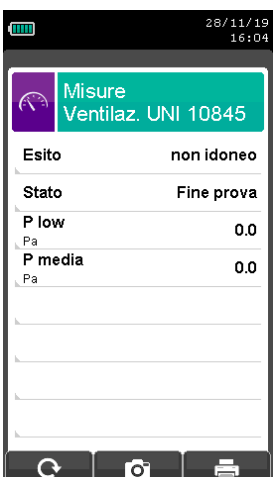 28/11/19
16:04
Misure
Ventilaz. UNI 10845
Esito non idoneo
Stato Fine prova
P low 0.0
Pa
P media 0.0
Pa